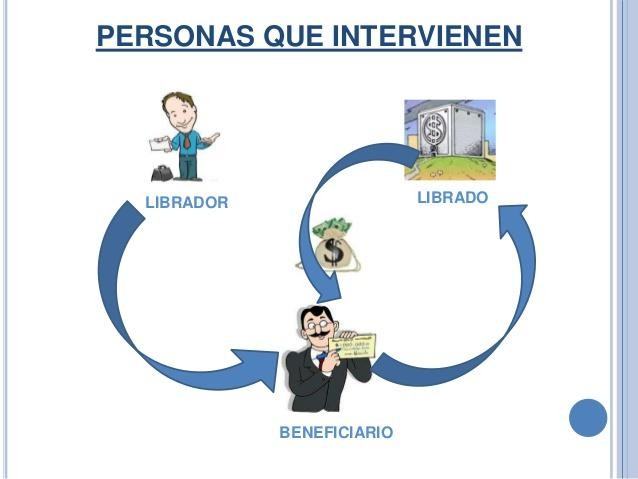 PERSONAS QUE INTERVIENEN
LIBRADOR
LIBRADO
$
$
BENEFICIARIO